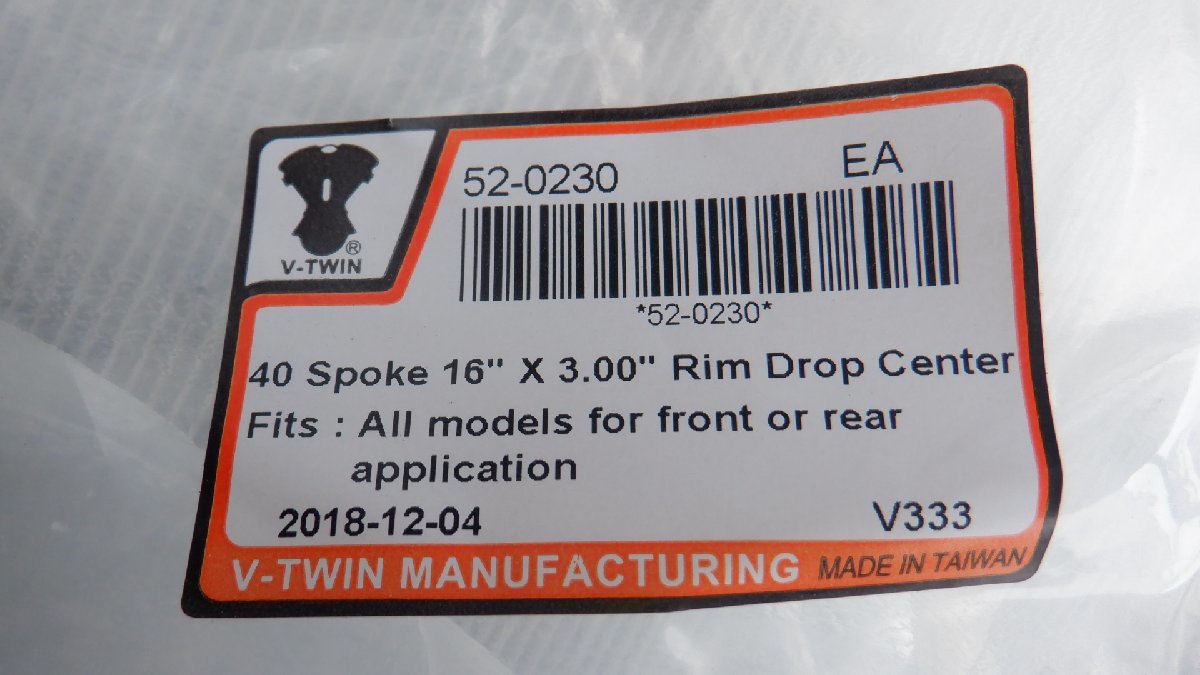 52-0230 EA
®
V-TWIN
*52-0230*
40 Spoke 16" X 3.00" Rim Drop Center
Fits : All models for front or rear
application
2018-12-04 V333
V-TWIN MANUFACTURING MADE IN TAIWAN